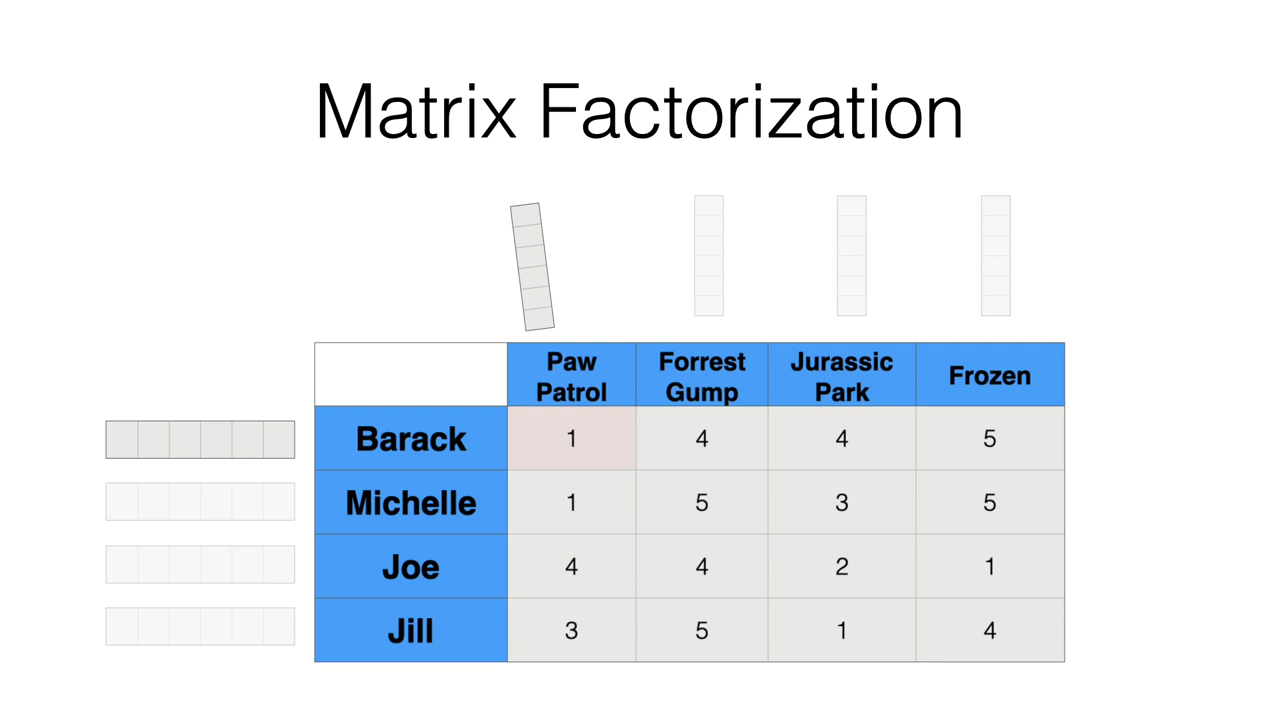 Matrix Factorization
Paw Patrol
Forrest Gump
Jurassic Park
Frozen
Barack 1 4 4 5
Michelle 1 5 3 5
Joe 4 4 2 1
Jill 3 5 1 4